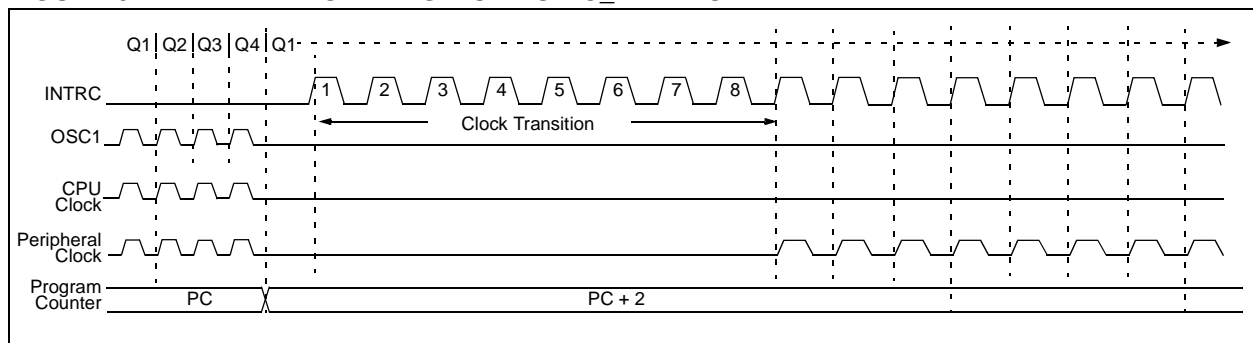 Q1 Q2 Q3 Q4 Q1
INTRC
1 2 3 4 5 6 7 8
Clock Transition
OSC1
CPU
Clock
Peripheral
Clock
Program
Counter
PC
PC + 2